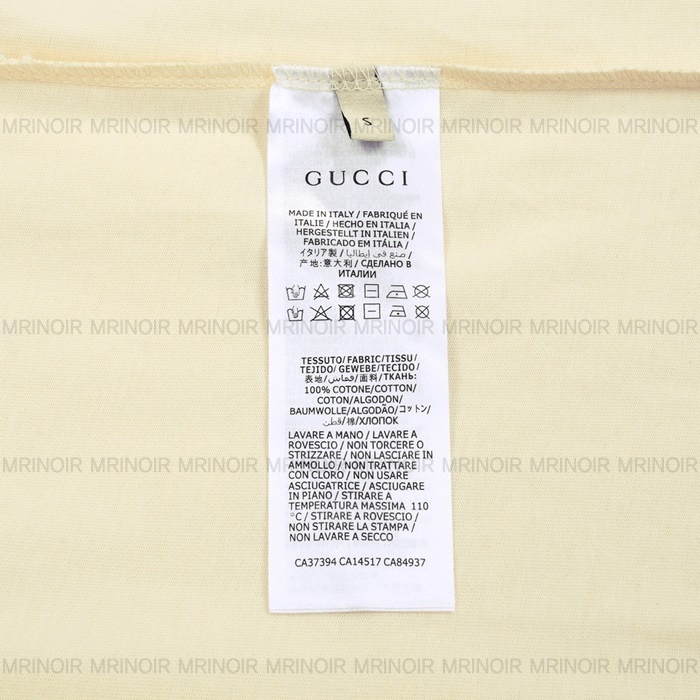 MRINOIR MRINOIR MRINOIR MRINOIR MRINOIR MRINOIR
S
GUCCI
MADE IN ITALY / FABRIQUÉ EN
ITALIE / HECHO EN ITALIA /
HERGESTELLT IN ITALIEN /
FABRICADO EM ITÁLIA /
イタリア製 / صنع في إيطاليا /
产地:意大利 / СДЕЛАНО В
ИТАЛИИ
MRINOIR MRINOIR MRINOIR MRINOIR MRINOIR MRINOIR
TESSUTO/FABRIC/TISSU/
TEJIDO/GEWEBE/TECIDO/
表地/قماش/面料/ТКАНЬ:
100% COTONE/COTTON/
COTON/ALGODON/
BAUMWOLLE/ALGODÃO/コットン/
قطن/棉/ХЛОПОК
LAVARE A MANO / LAVARE A
ROVESCIO / NON TORCERE O
STRIZZARE / NON LASCIARE IN
AMMOLLO / NON TRATTARE
CON CLORO / NON USARE
ASCIUGATRICE / ASCIUGARE
IN PIANO / STIRARE A
TEMPERATURA MASSIMA 110
°C / STIRARE A ROVESCIO /
NON STIRARE LA STAMPA /
NON LAVARE A SECCO
MRINOIR MRINOIR MRINOIR MRINOIR MRINOIR MRINOIR
CA37394 CA14517 CA84937
MRINOIR MRINOIR MRINOIR MRINOIR MRINOIR MRINOIR